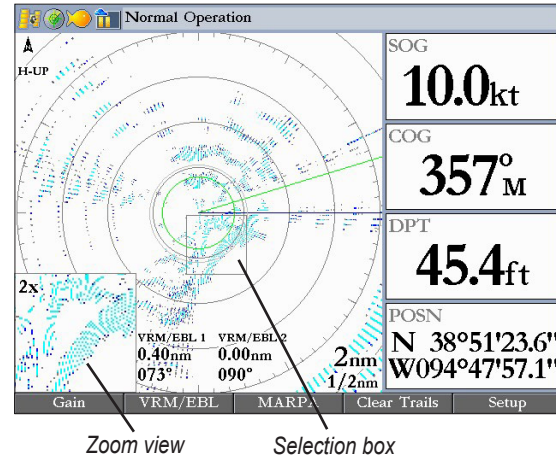 Normal Operation
H-UP
SOG
10.0kt
COG
357°M
DPT
45.4ft
POSN
N 38°51'23.6"
W094°47'57.1"
2x
VRM/EBL 1 VRM/EBL 2
0.40nm 0.00nm
073° 090°
2nm
1/2nm
Gain VRM/EBL MARPA Clear Trails Setup
Zoom view Selection box